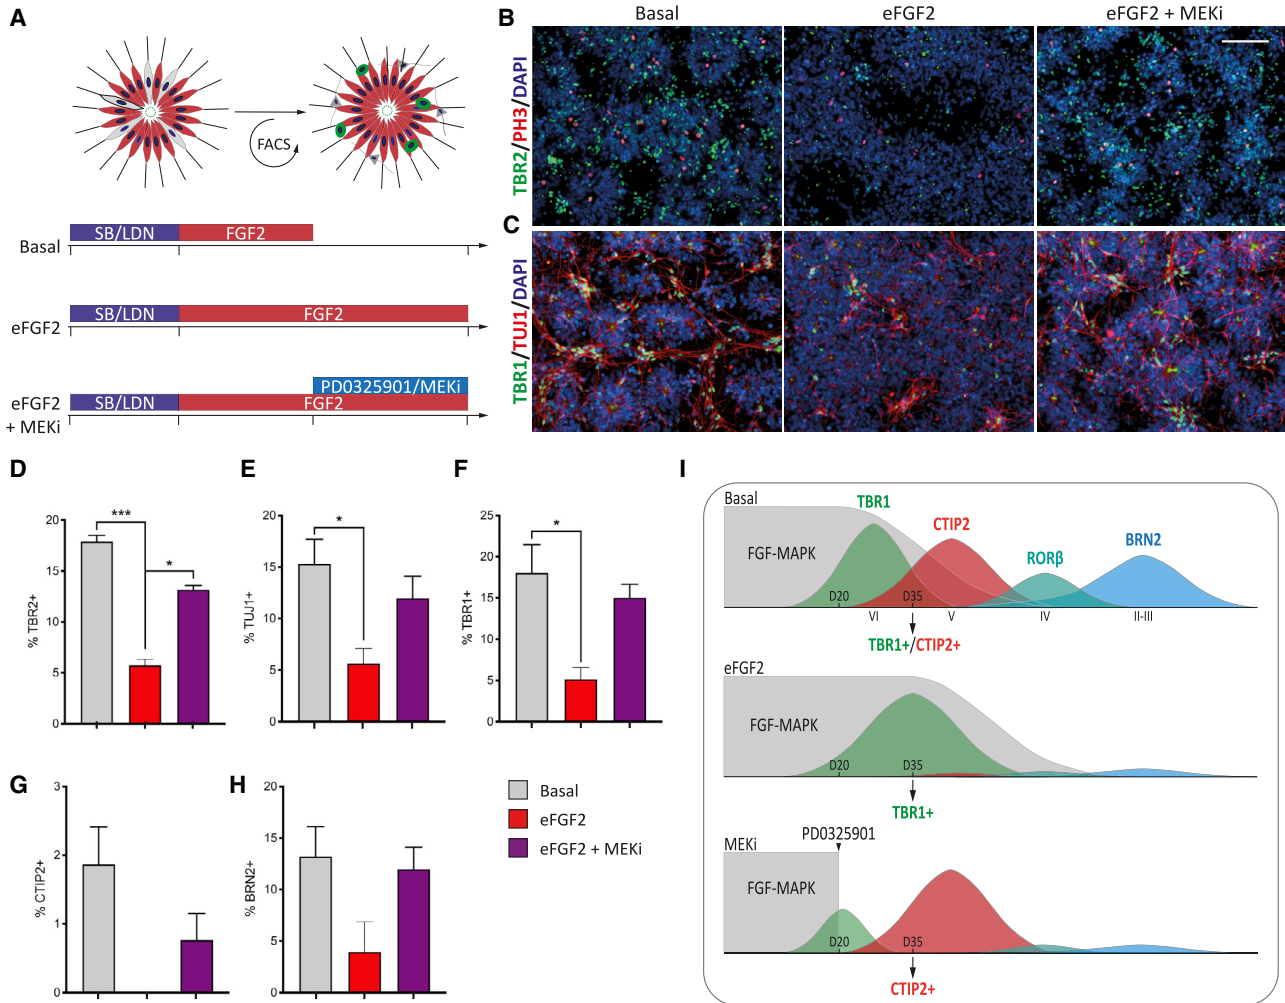 A
FACS
Basal
SB/LDN
FGF2
eFGF2
SB/LDN
FGF2
PD0325901/MEKi
eFGF2
+ MEKi
SB/LDN
FGF2
B
Basal
eFGF2
eFGF2 + MEKi
TBR2/PH3/DAPI
C
TBR1/TUJ1/DAPI
D
% TBR2+
20
15
10
5
0
***
*
E
% TUJ1+
20
15
10
5
0
*
F
% TBR1+
25
20
15
10
5
0
*
G
% CTIP2+
3
2
1
0
H
% BRN2+
20
15
10
5
0
Basal
eFGF2
eFGF2 + MEKi
I
Basal
TBR1
CTIP2
RORβ
BRN2
FGF-MAPK
D20
D35
VI
V
IV
II-III
TBR1+/CTIP2+
eFGF2
FGF-MAPK
D20
D35
TBR1+
PD0325901
MEKi
FGF-MAPK
D20
D35
CTIP2+